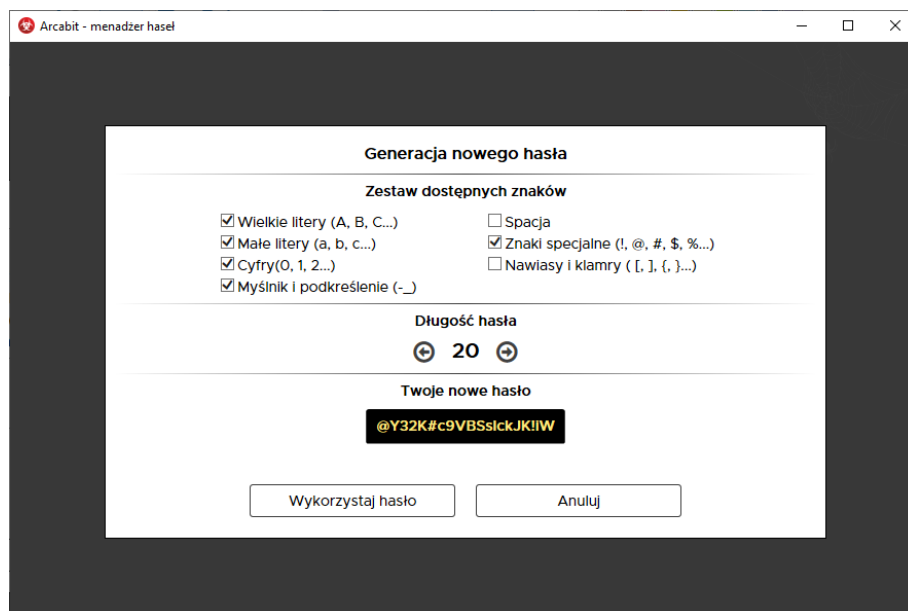 Arcabit - menadżer haseł
Generacja nowego hasła
Zestaw dostępnych znaków
Wielkie litery (A, B, C...)
Spacja
Małe litery (a, b, c...)
Znaki specjalne (!, @, #, $, %...)
Cyfry(0, 1, 2...)
Nawiasy i klamry ( [, ], {, }...)
Myślnik i podkreślenie (-_)
Długość hasła
20
Twoje nowe hasło
@Y32K#c9VBSsIckJK!IW
Wykorzystaj hasło
Anuluj